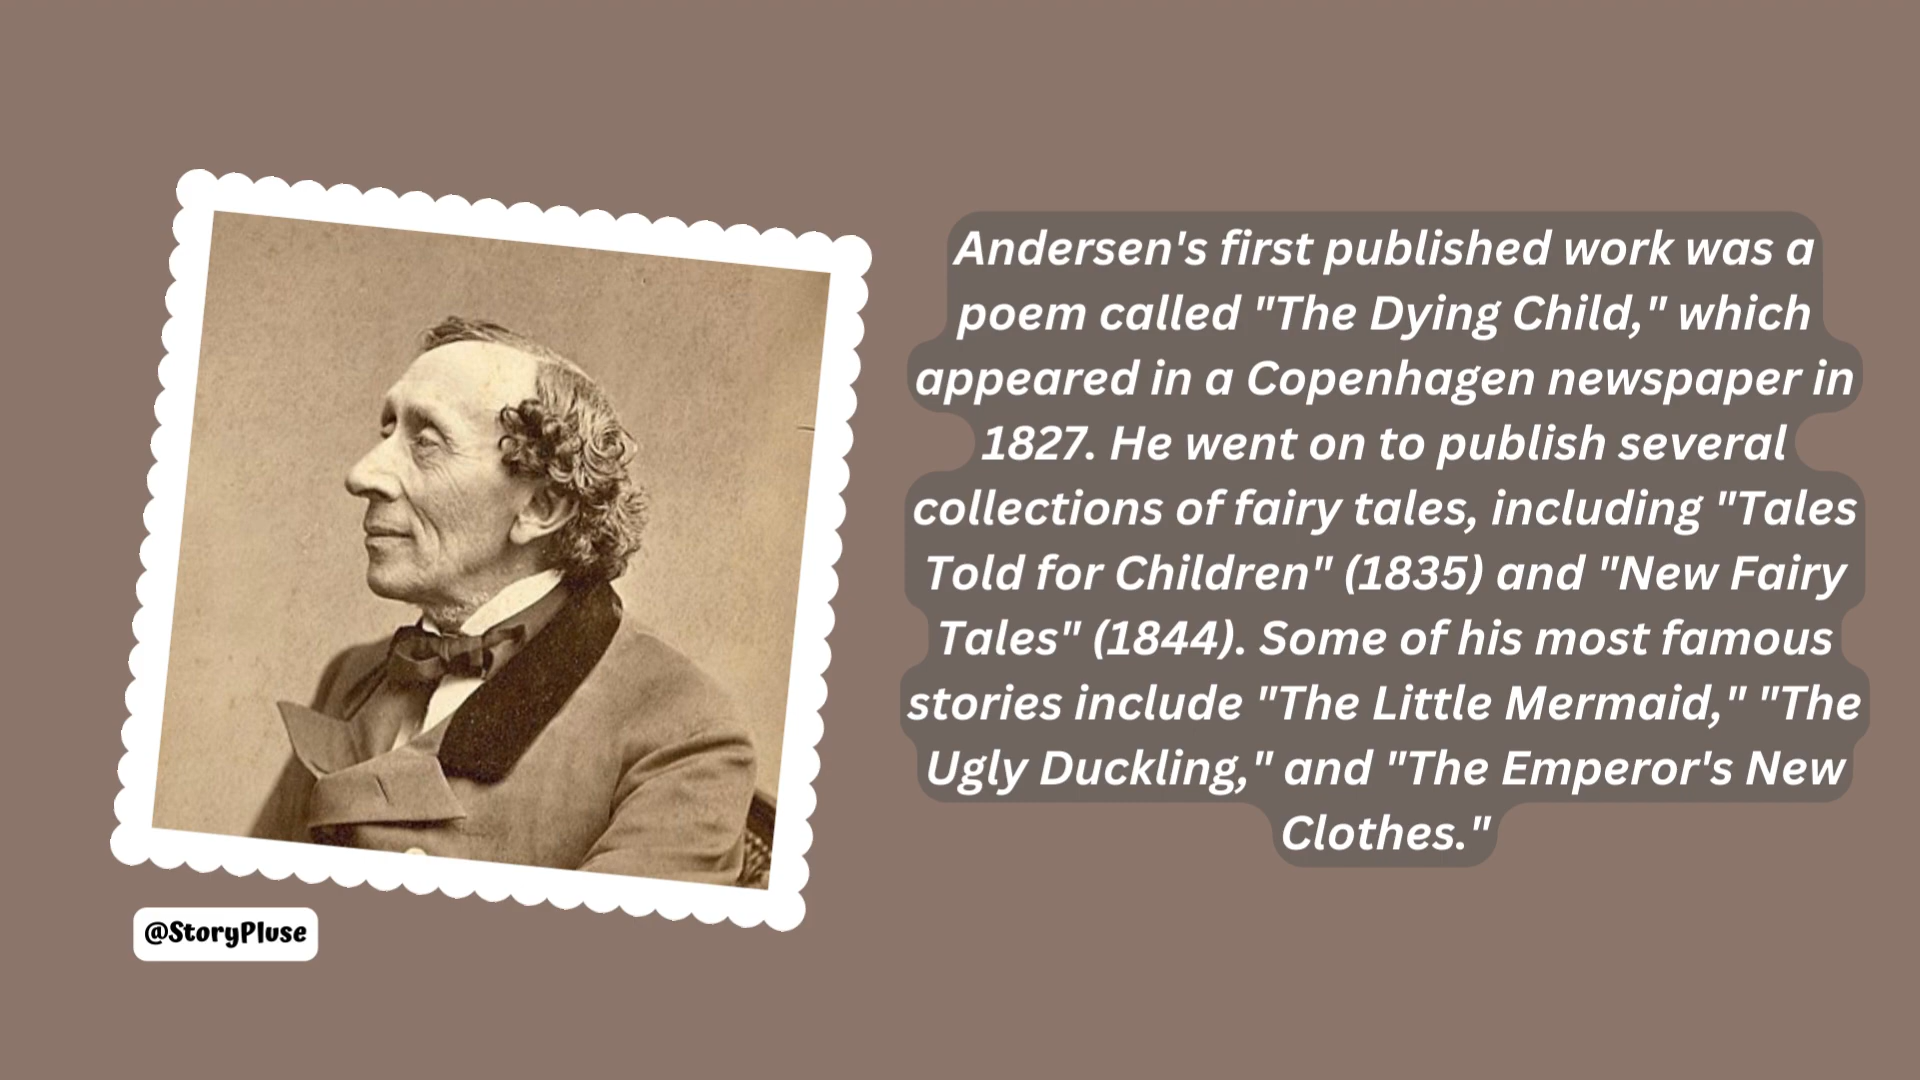 Andersen's first published work was a
poem called "The Dying Child," which
appeared in a Copenhagen newspaper in
1827. He went on to publish several
collections of fairy tales, including "Tales
Told for Children" (1835) and "New Fairy
Tales" (1844). Some of his most famous
stories include "The Little Mermaid," "The
Ugly Duckling," and "The Emperor's New
Clothes."
@StoryPluse